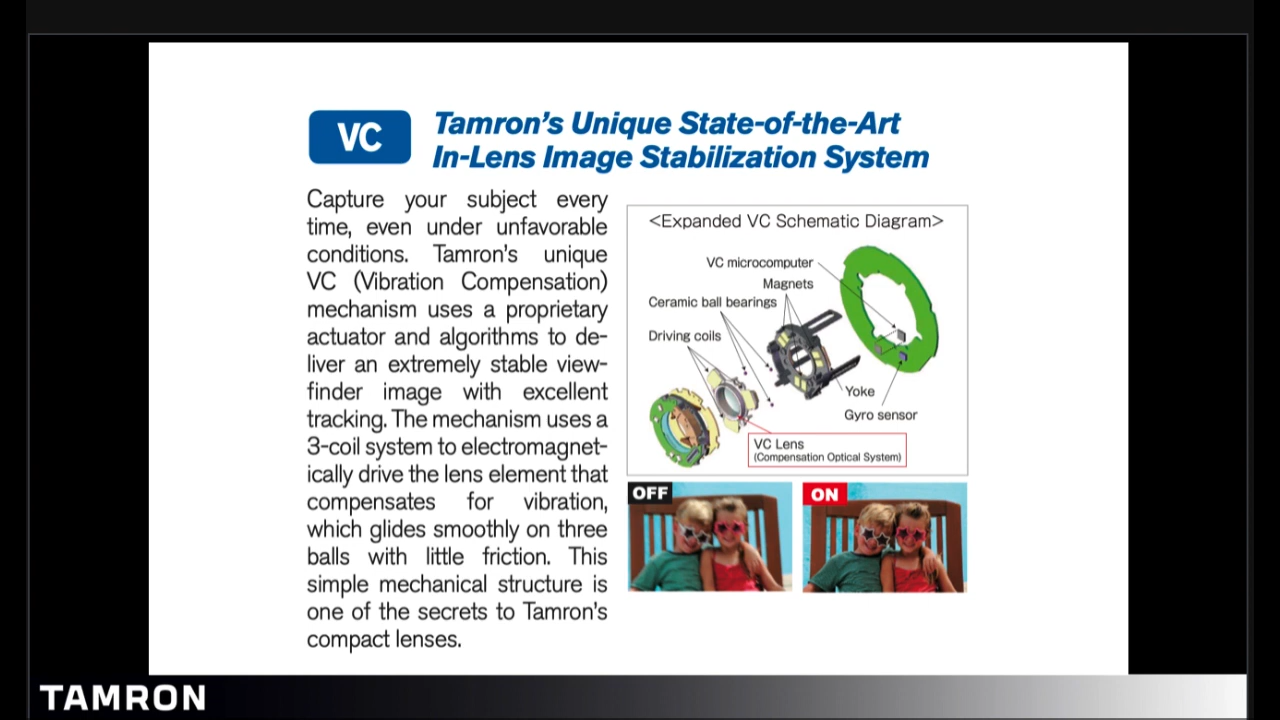 VC
Tamron's Unique State-of-the-Art
In-Lens Image Stabilization System
Capture your subject every
time, even under unfavorable
conditions. Tamron's unique
VC (Vibration Compensation)
mechanism uses a proprietary
actuator and algorithms to de-
liver an extremely stable view-
finder image with excellent
tracking. The mechanism uses a
3-coil system to electromagnet-
ically drive the lens element that
compensates for vibration,
which glides smoothly on three
balls with little friction. This
simple mechanical structure is
one of the secrets to Tamron's
compact lenses.
<Expanded VC Schematic Diagram>
VC microcomputer
Magnets
Ceramic ball bearings
Driving coils
Yoke
Gyro sensor
VC Lens
(Compensation Optical System)
OFF
ON
TAMRON